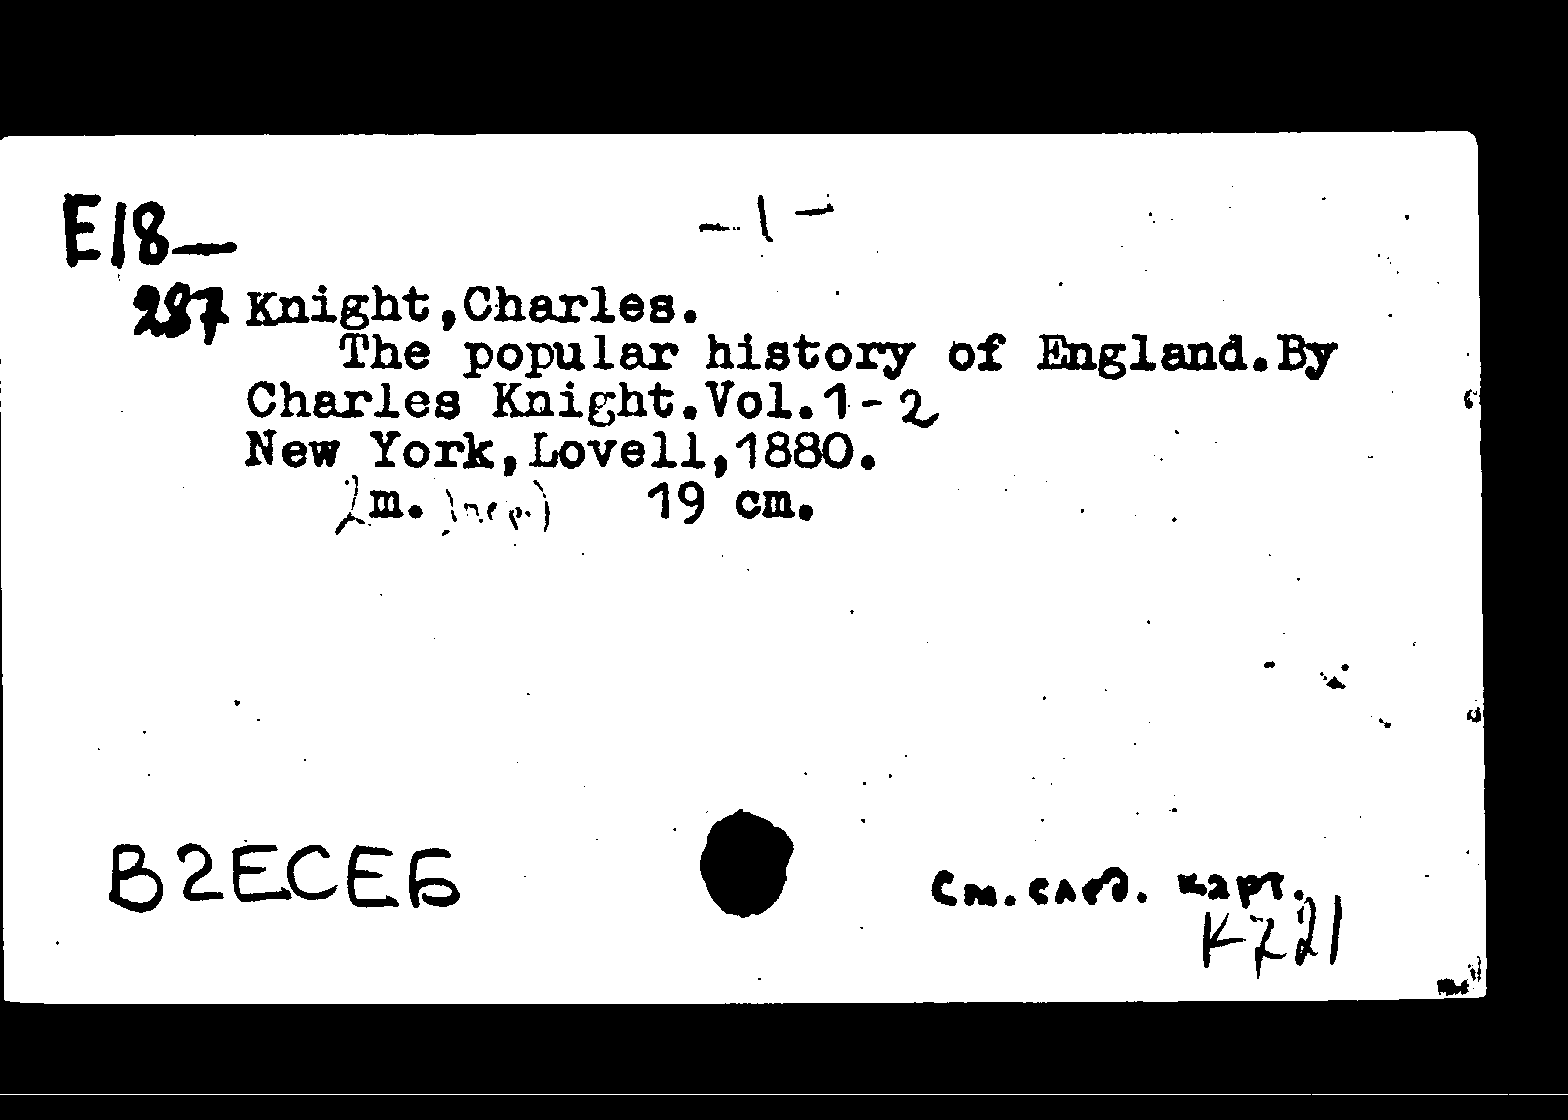 E18— -1-
287 Knight,Charles.
The popular history of England.By
Charles Knight.Vol.1-2
New York,Lovell,1880.
2m. 19 cm.
В2ЕСЕБ
См. след. карт.
K721